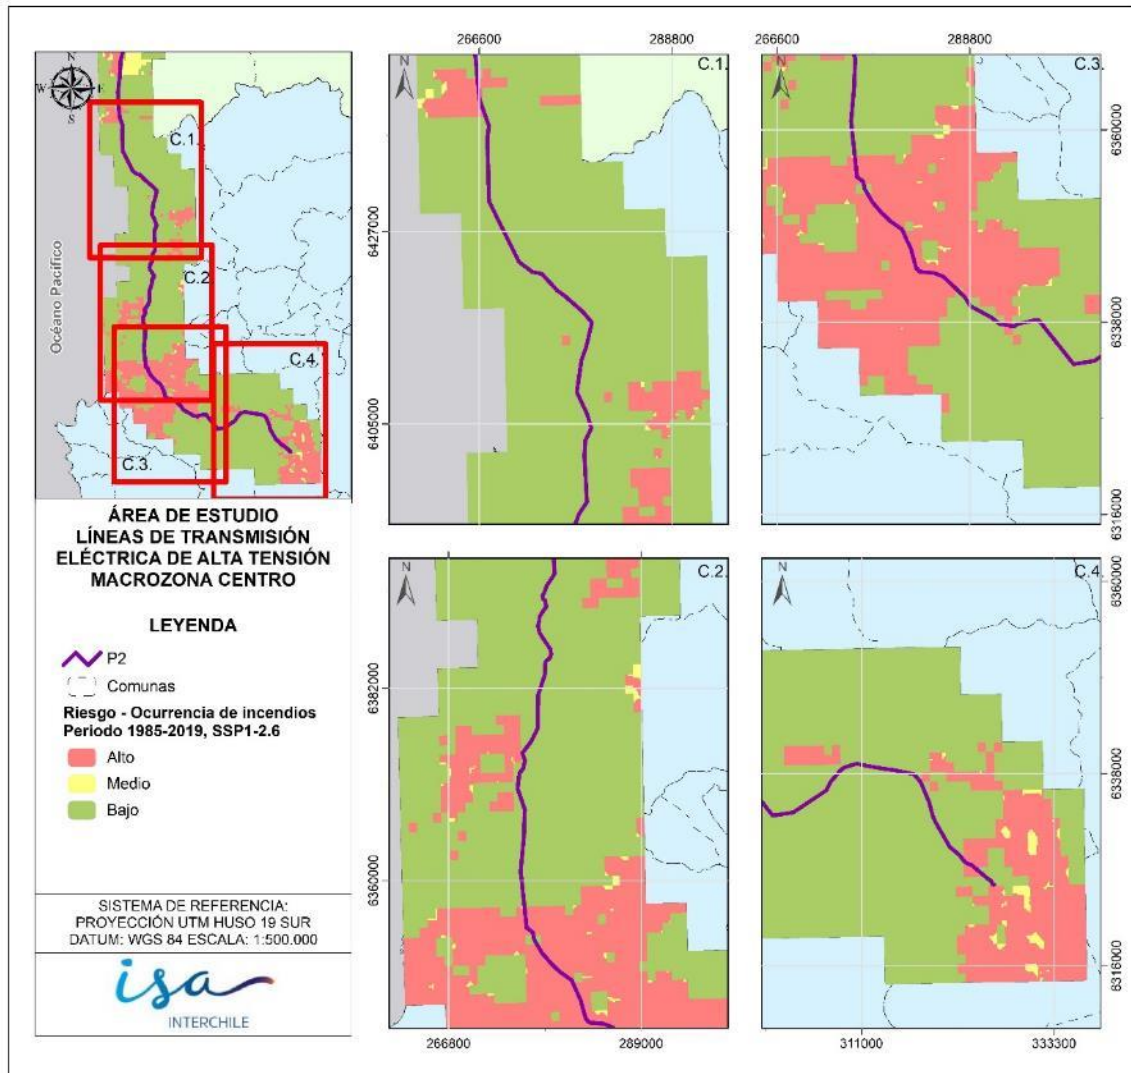 N
W
E
S
Océano Pacífico
C.1.
C.2.
C.3.
C.4.
ÁREA DE ESTUDIO
LÍNEAS DE TRANSMISIÓN
ELÉCTRICA DE ALTA TENSIÓN
MACROZONA CENTRO
LEYENDA
P2
Comunas
Riesgo - Ocurrencia de incendios
Periodo 1985-2019, SSP1-2.6
Alto
Medio
Bajo
SISTEMA DE REFERENCIA:
PROYECCIÓN UTM HUSO 19 SUR
DATUM: WGS 84 ESCALA: 1:500.000
isa
INTERCHILE
266600 288800
N
C.1.
6427000
6405000
266600 288800
N
C.3.
6360000
6338000
6316000
N
C.2.
6382000
6360000
266800 289000
N
C.4.
6360000
6338000
6316000
311000 333300